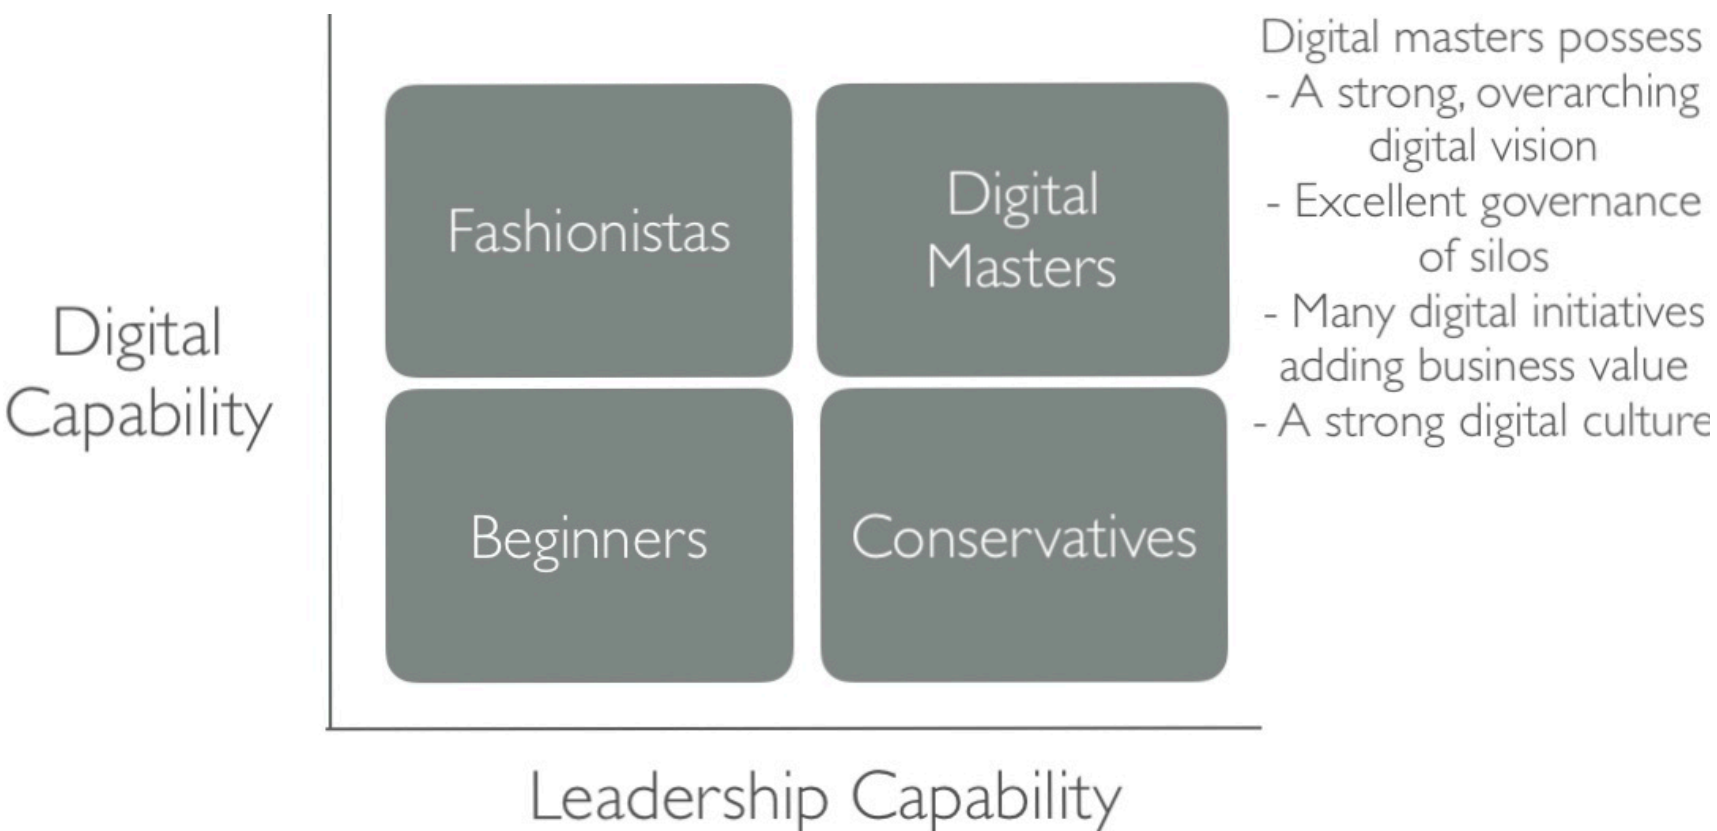 Digital
Capability
Fashionistas
Digital
Masters
Beginners
Conservatives
Leadership Capability
Digital masters possess
- A strong, overarching
digital vision
- Excellent governance
of silos
- Many digital initiatives
adding business value
- A strong digital culture